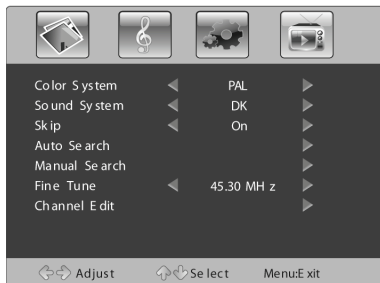 Color System PAL
Sound System DK
Skip On
Auto Search
Manual Search
Fine Tune 45.30 MHz
Channel Edit
Adjust Select Menu:Exit